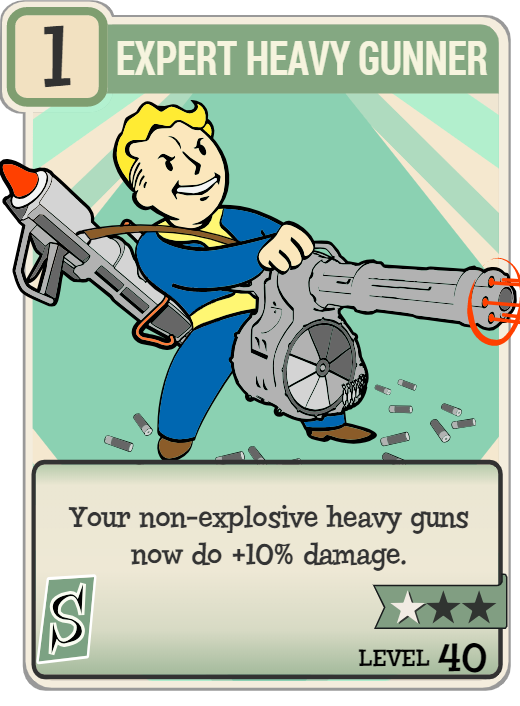 1
EXPERT HEAVY GUNNER
Your non-explosive heavy guns
now do +10% damage.
S
LEVEL 40